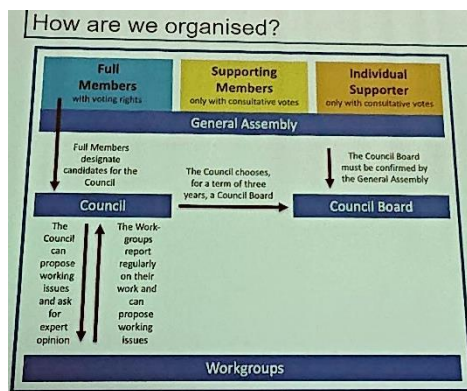 How are we organised?
Full
Members
with voting rights
Supporting
Members
only with consultative votes
Individual
Supporter
only with consultative votes
General Assembly
Full Members
designate
candidates for the
Council
The Council chooses,
for a term of three
years, a Council Board
The Council Board
must be confirmed by
the General Assembly
Council
Council Board
The
Council
can
propose
working
issues
and ask
for
expert
opinion
The Work-
groups
report
regularly
on their
work and
can
propose
working
issues
Workgroups